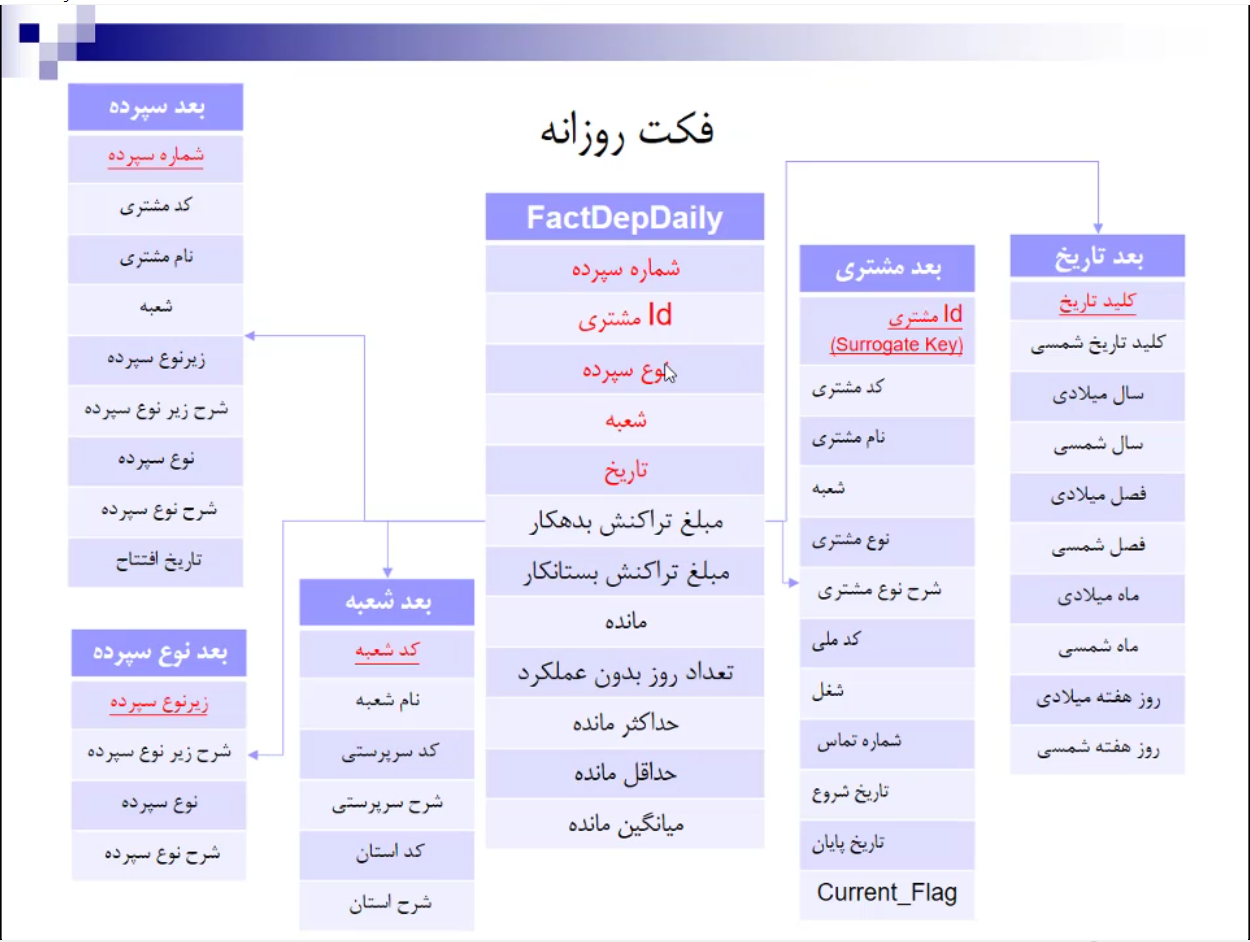 فکت روزانه
بعد سپرده
شماره سپرده
کد مشتری
نام مشتری
شعبه
زیرنوع سپرده
شرح زیر نوع سپرده
نوع سپرده
شرح نوع سپرده
تاریخ افتتاح
بعد نوع سپرده
زیرنوع سپرده
شرح زیر نوع سپرده
نوع سپرده
شرح نوع سپرده
بعد شعبه
کد شعبه
نام شعبه
کد سرپرستی
شرح سرپرستی
کد استان
شرح استان
FactDepDaily
شماره سپرده
Id مشتری
نوع سپرده
شعبه
تاریخ
مبلغ تراکنش بدهکار
مبلغ تراکنش بستانکار
مانده
تعداد روز بدون عملکرد
حداکثر مانده
حداقل مانده
میانگین مانده
بعد مشتری
Id مشتری
(Surrogate Key)
کد مشتری
نام مشتری
شعبه
نوع مشتری
شرح نوع مشتری
کد ملی
شغل
شماره تماس
تاریخ شروع
تاریخ پایان
Current_Flag
بعد تاریخ
کلید تاریخ
کلید تاریخ شمسی
سال میلادی
سال شمسی
فصل میلادی
فصل شمسی
ماه میلادی
ماه شمسی
روز هفته میلادی
روز هفته شمسی